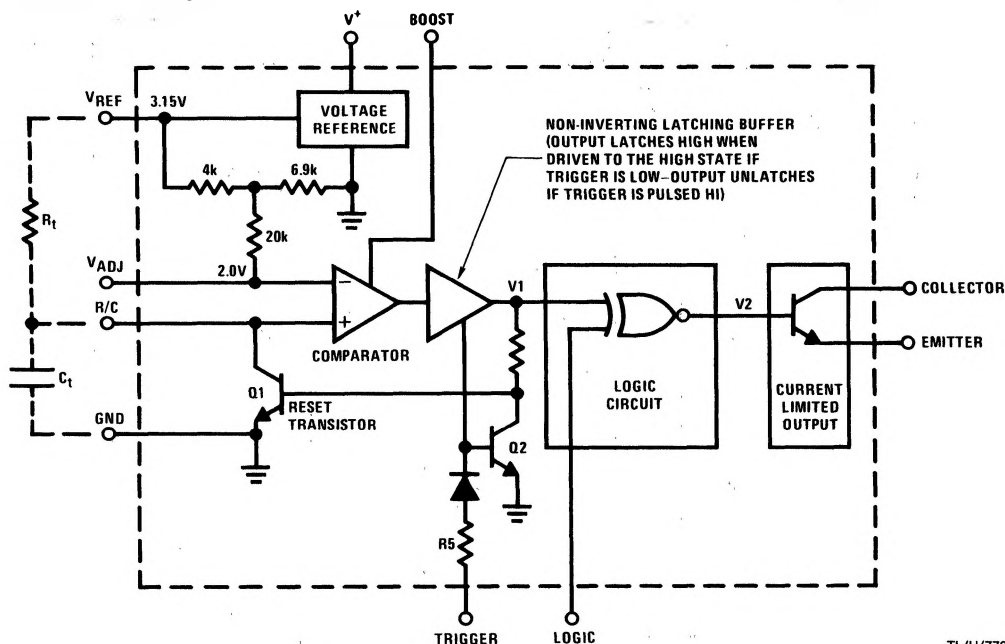 V+
BOOST
VREF
3.15V
VOLTAGE
REFERENCE
NON-INVERTING LATCHING BUFFER
(OUTPUT LATCHES HIGH WHEN
DRIVEN TO THE HIGH STATE IF
TRIGGER IS LOW–OUTPUT UNLATCHES
IF TRIGGER IS PULSED HI)
4k
6.9k
Rt
20k
VADJ
2.0V
−
V1
V2
COLLECTOR
R/C
+
COMPARATOR
EMITTER
Ct
Q1
RESET
TRANSISTOR
LOGIC
CIRCUIT
CURRENT
LIMITED
OUTPUT
GND
Q2
R5
TRIGGER
LOGIC